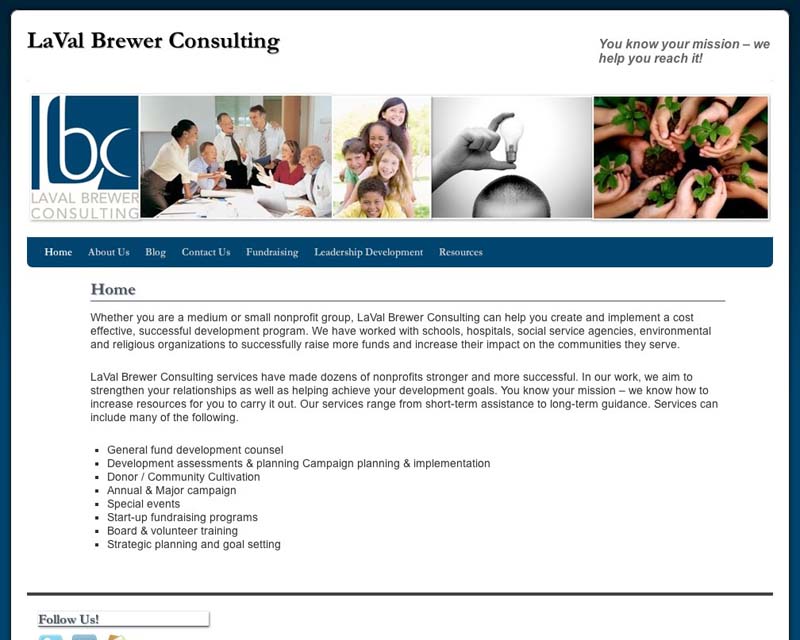 LaVal Brewer Consulting
You know your mission – we
help you reach it!
lbc
LAVAL BREWER
CONSULTING
Home About Us Blog Contact Us Fundraising Leadership Development Resources
Home
Whether you are a medium or small nonprofit group, LaVal Brewer Consulting can help you create and implement a cost
effective, successful development program. We have worked with schools, hospitals, social service agencies, environmental
and religious organizations to successfully raise more funds and increase their impact on the communities they serve.
LaVal Brewer Consulting services have made dozens of nonprofits stronger and more successful. In our work, we aim to
strengthen your relationships as well as helping achieve your development goals. You know your mission – we know how to
increase resources for you to carry it out. Our services range from short-term assistance to long-term guidance. Services can
include many of the following.
General fund development counsel
Development assessments & planning Campaign planning & implementation
Donor / Community Cultivation
Annual & Major campaign
Special events
Start-up fundraising programs
Board & volunteer training
Strategic planning and goal setting
Follow Us!